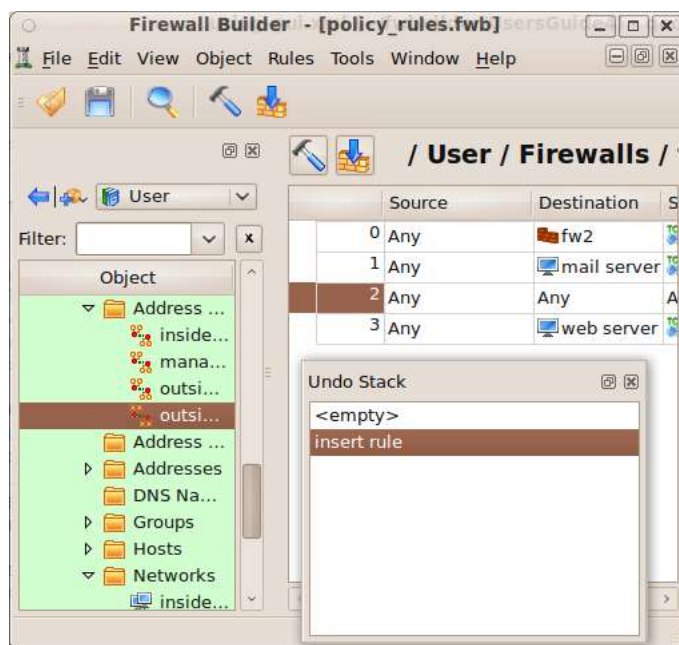 Firewall Builder - [policy_rules.fwb]
File Edit View Object Rules Tools Window Help
/ User / Firewalls /
User
Source Destination S
Filter:
x
0 Any fw2
Object
1 Any mail server
Address ...
2 Any Any A
inside...
3 Any web server
mana...
outsi...
Undo Stack
outsi...
<empty>
Address ...
insert rule
Addresses
DNS Na...
Groups
Hosts
Networks
inside...